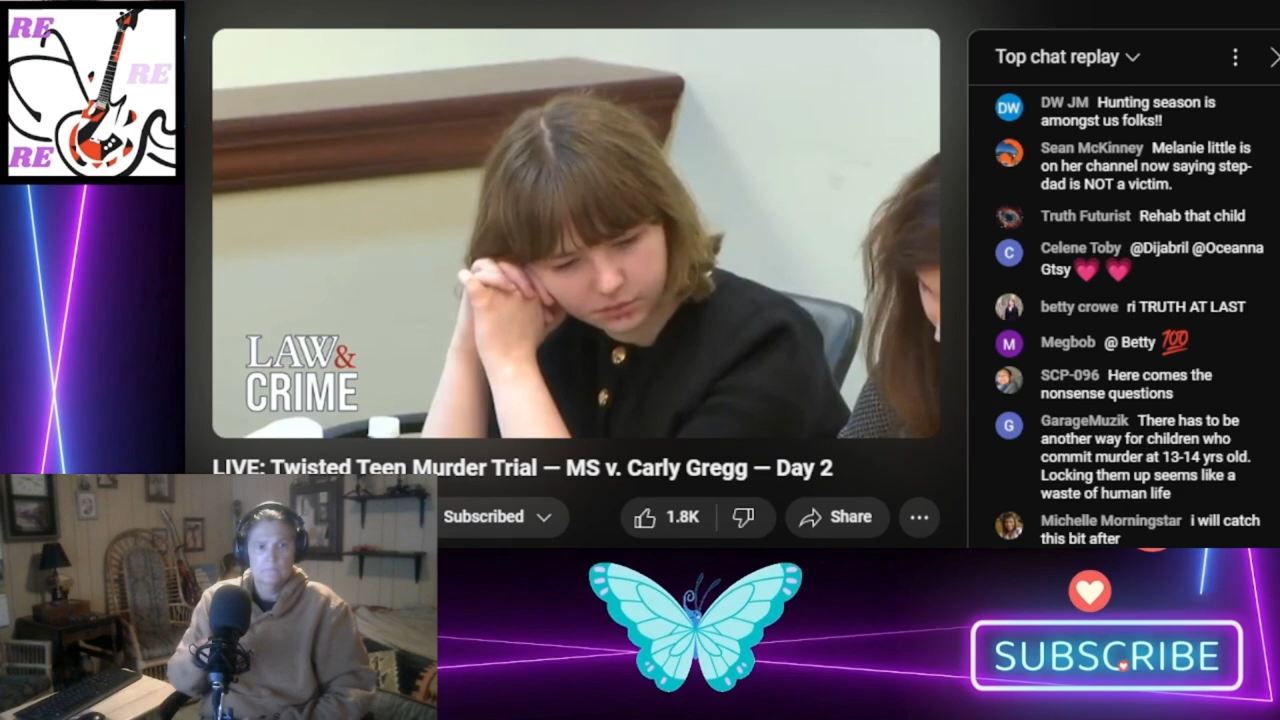 RE
RE
RE
LAW&
CRIME
LIVE: Twisted Teen Murder Trial — MS v. Carly Gregg — Day 2
Subscribed
1.8K
Share
Top chat replay
DW
DW JM Hunting season is
amongst us folks!!
Sean McKinney Melanie little is
on her channel now saying step-
dad is NOT a victim.
Truth Futurist Rehab that child
C
Celene Toby @Dijabril @Oceanna
Gtsy 💗 💗
betty crowe ri TRUTH AT LAST
M
Megbob @ Betty 💯
SCP-096 Here comes the
nonsense questions
G
GarageMuzik There has to be
another way for children who
commit murder at 13-14 yrs old.
Locking them up seems like a
waste of human life
Michelle Morningstar i will catch
this bit after
SUBSCRIBE